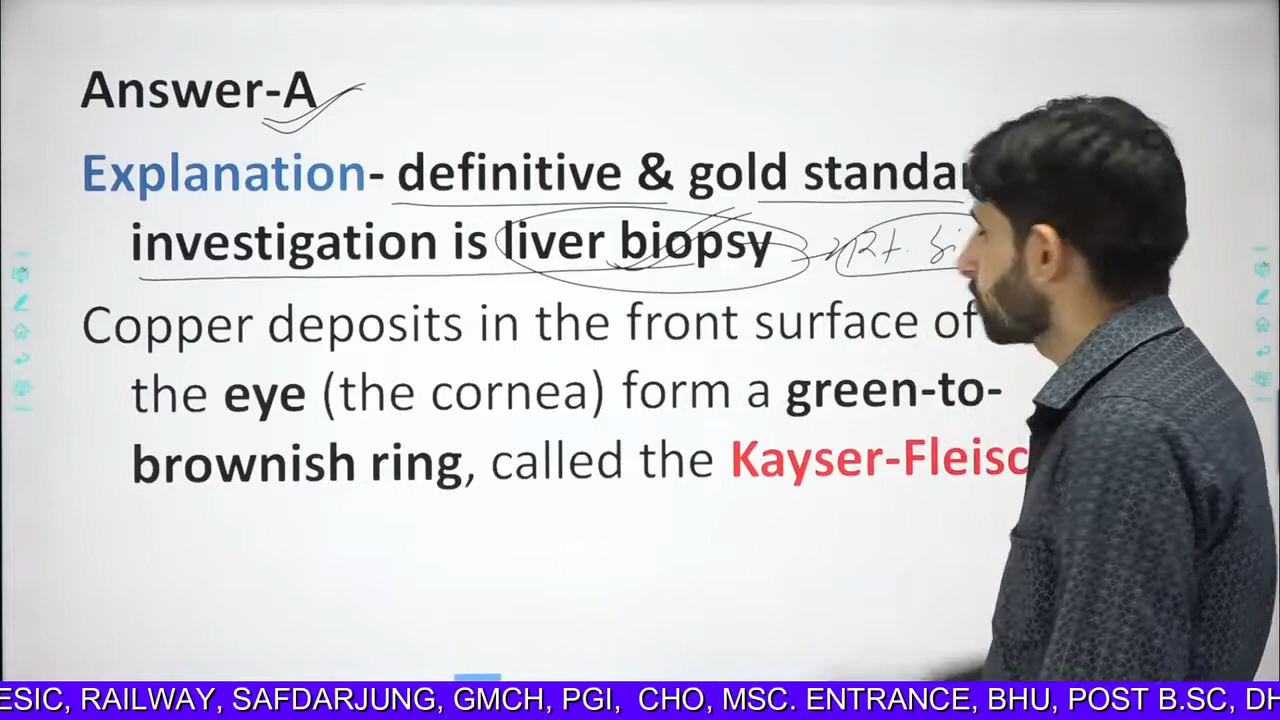 Answer-A
Explanation- definitive & gold standa
investigation is liver biopsy Rt.
Copper deposits in the front surface of
the eye (the cornea) form a green-to-
brownish ring, called the Kayser-Fleisc
ESIC, RAILWAY, SAFDARJUNG, GMCH, PGI, CHO, MSC. ENTRANCE, BHU, POST B.SC, DH